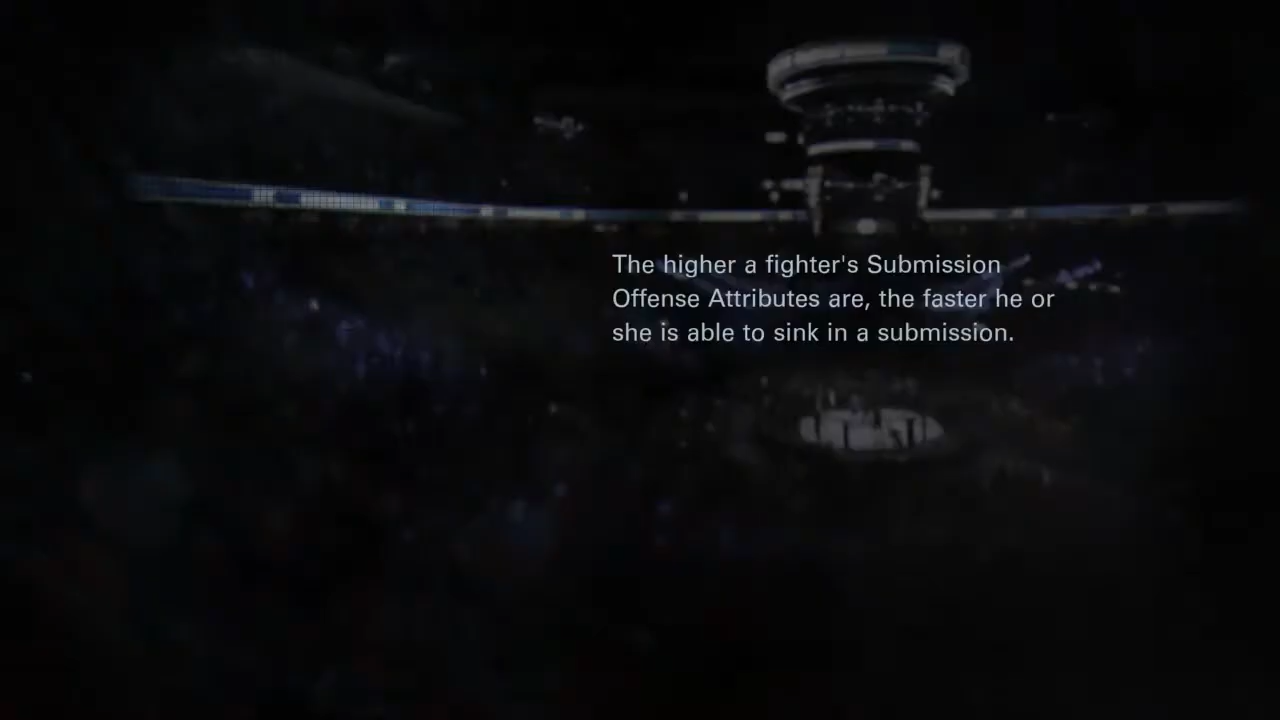 The higher a fighter's Submission
Offense Attributes are, the faster he or
she is able to sink in a submission.